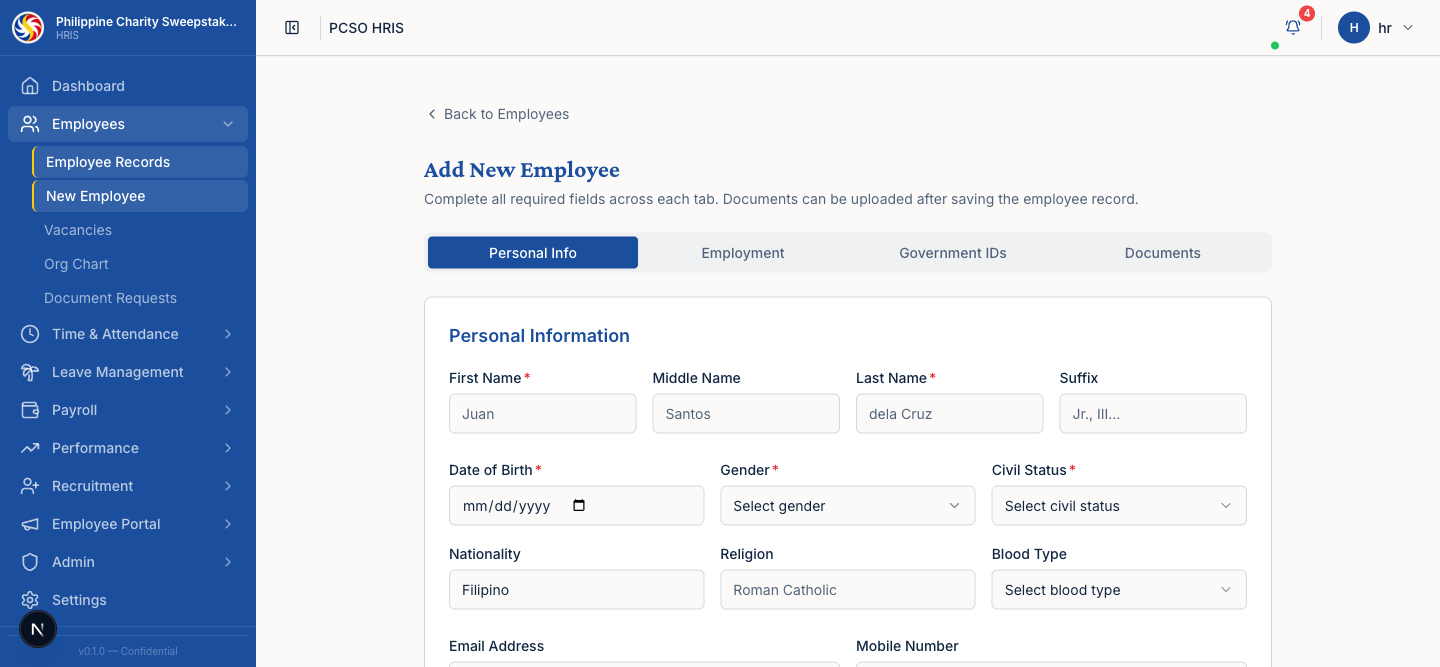 Philippine Charity Sweepstak...
HRIS
PCSO HRIS
4
H
hr
Dashboard
Employees
Employee Records
New Employee
Vacancies
Org Chart
Document Requests
Time & Attendance
Leave Management
Payroll
Performance
Recruitment
Employee Portal
Admin
Settings
N
v0.1.0 — Confidential
Back to Employees
Add New Employee
Complete all required fields across each tab. Documents can be uploaded after saving the employee record.
Personal Info
Employment
Government IDs
Documents
Personal Information
First Name* Middle Name Last Name* Suffix
Juan Santos dela Cruz Jr., III...
Date of Birth* Gender* Civil Status*
mm/dd/yyyy Select gender Select civil status
Nationality Religion Blood Type
Filipino Roman Catholic Select blood type
Email Address Mobile Number